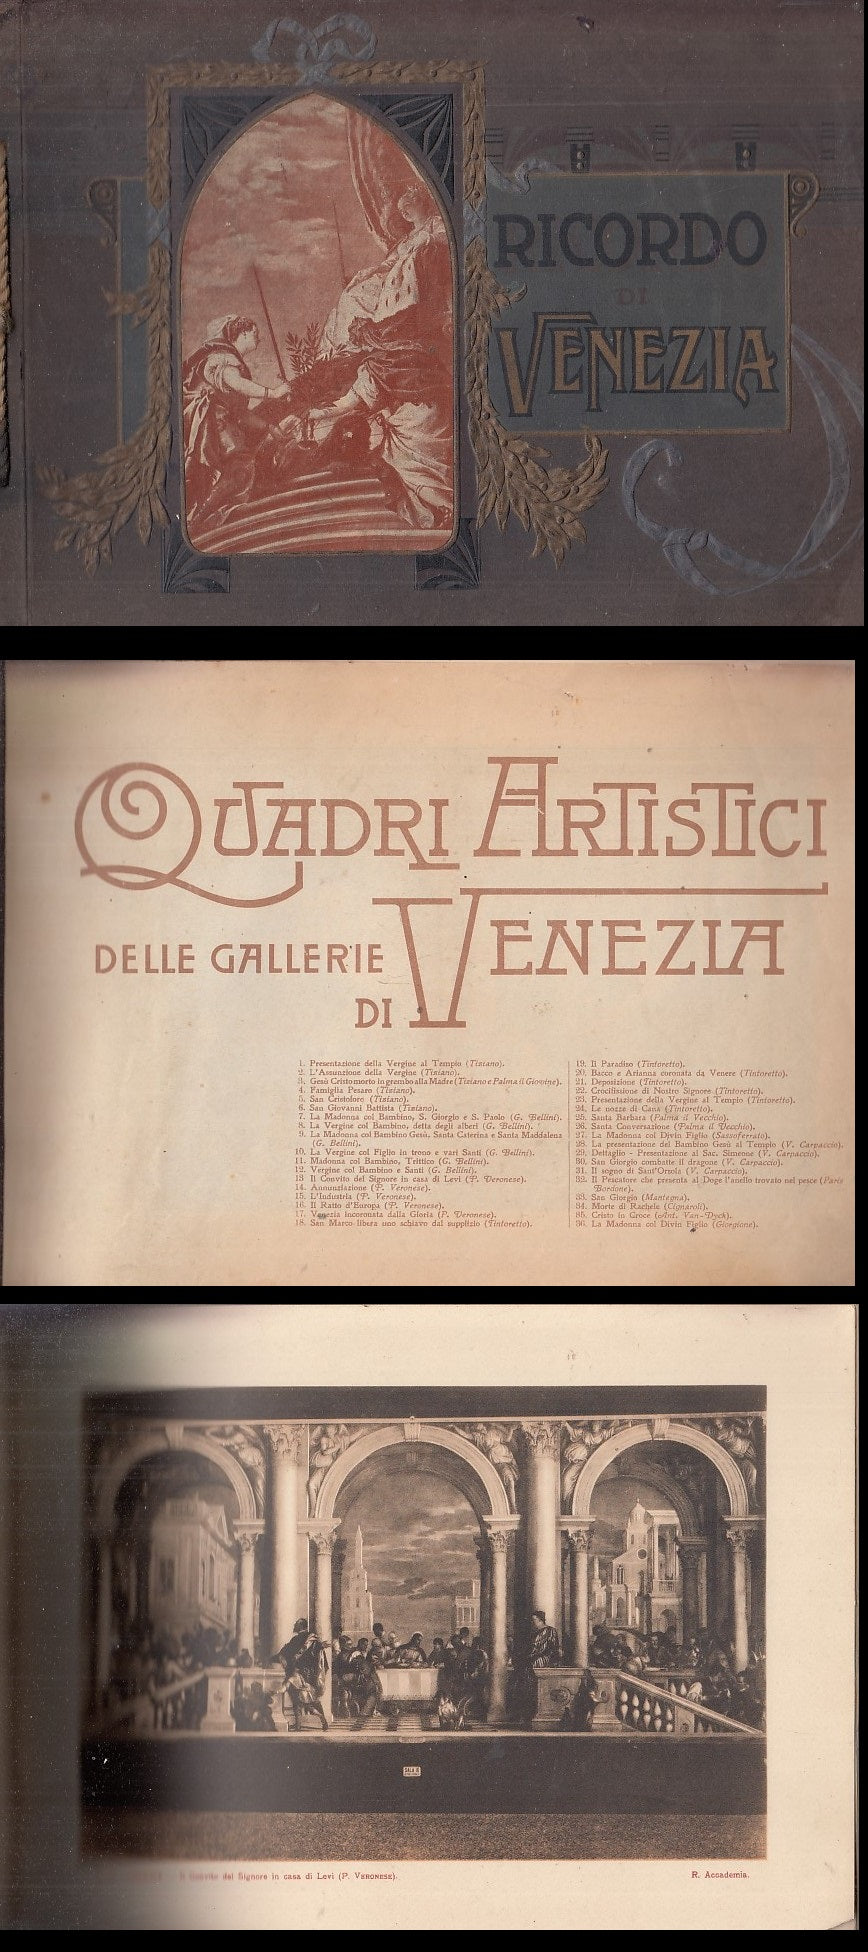 RICORDO
DI
VENEZIA
QUADRI ARTISTICI
DELLE GALLERIE
DI VENEZIA
1. Presentazione della Vergine al Tempio (Tiziano).
2. L'Assunzione della Vergine (Tiziano).
3. Gesù Cristo morto in grembo alla Madre (Tiziano e Palma il Giovine).
4. Famiglia Pesaro (Tiziano).
5. San Cristofore (Tiziano).
6. San Giovanni Battista (Tiziano).
7. La Madonna col Bambino, S. Giorgio e S. Paolo (G. Bellini).
8. La Vergine col Bambino, detta degli alberi (G. Bellini).
9. La Madonna col Bambino Gesù, Santa Caterina e Santa Maddalena
(G. Bellini).
10. La Vergine col Figlio in trono e vari Santi (G. Bellini).
11. Madonna col Bambino, Trittico (G. Bellini).
12. Vergine col Bambino e Santi (G. Bellini).
13 Il Convito del Signore in casa di Levi (P. Veronese).
14. Annunziazione (P. Veronese).
15. L'Industria (P. Veronese).
16. Il Ratto d'Europa (P. Veronese).
17. Venezia incoronata dalla Gloria (P. Veronese).
18. San Marco libera uno schiavo dal supplizio (Tintoretto).
19. Il Paradiso (Tintoretto).
20. Bacco e Arianna coronata da Venere (Tintoretto).
21. Deposizione (Tintoretto).
22. Crocifissione di Nostro Signore (Tintoretto).
23. Presentazione della Vergine al Tempio (Tintoretto).
24. Le nozze di Cana (Tintoretto).
25. Santa Barbara (Palma il Vecchio).
26. Santa Conversazione (Palma il Vecchio).
27. La Madonna col Divin Figlio (Sassoferrato).
28. La presentazione del Bambino Gesù al Tempio (V. Carpaccio).
29. Dettaglio - Presentazione al Sac. Simeone (V. Carpaccio).
30. San Giorgio combatte il dragone (V. Carpaccio).
31. Il sogno di Sant'Orsola (V. Carpaccio).
32. Il Pescatore che presenta al Doge l'anello trovato nel pesce (Paris
Bordone).
33. San Giorgio (Mantegna).
34. Morte di Rachele (Cignaroli).
35. Cristo in Croce (Ant. Van-Dyck).
36. La Madonna col Divin Figlio (Giorgione).
Il Convito del Signore in casa di Levi (P. VERONESE).
R. Accademia.